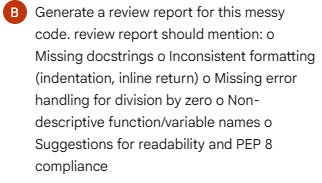 B Generate a review report for this messy
code. review report should mention: o
Missing docstrings o Inconsistent formatting
(indentation, inline return) o Missing error
handling for division by zero o Non-
descriptive function/variable names o
Suggestions for readability and PEP 8
compliance